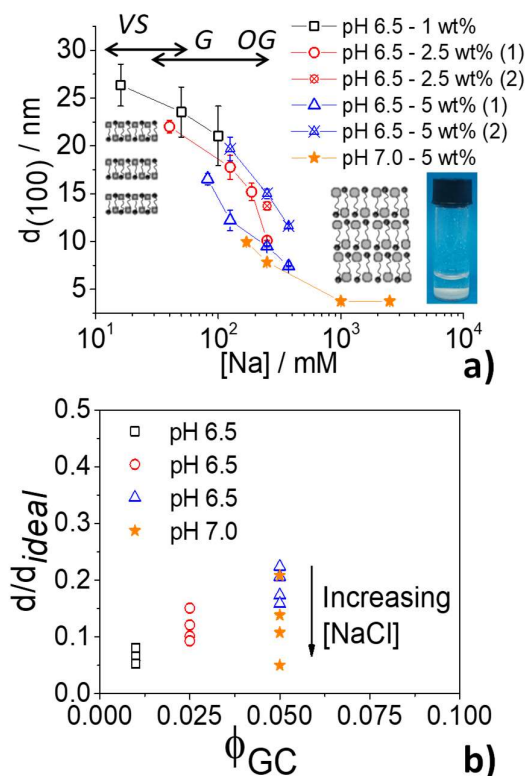 VS G OG
pH 6.5 - 1 wt%
pH 6.5 - 2.5 wt% (1)
pH 6.5 - 2.5 wt% (2)
pH 6.5 - 5 wt% (1)
pH 6.5 - 5 wt% (2)
pH 7.0 - 5 wt%
30
25
20
15
10
5
d(100) / nm
10¹ 10² 10³ 10⁴
[Na] / mM
a)
0.5
0.4
0.3
0.2
0.1
0.0
d/d ideal
pH 6.5
pH 6.5
pH 6.5
pH 7.0
Increasing
[NaCl]
0.000 0.025 0.050 0.075 0.100
ϕGC
b)